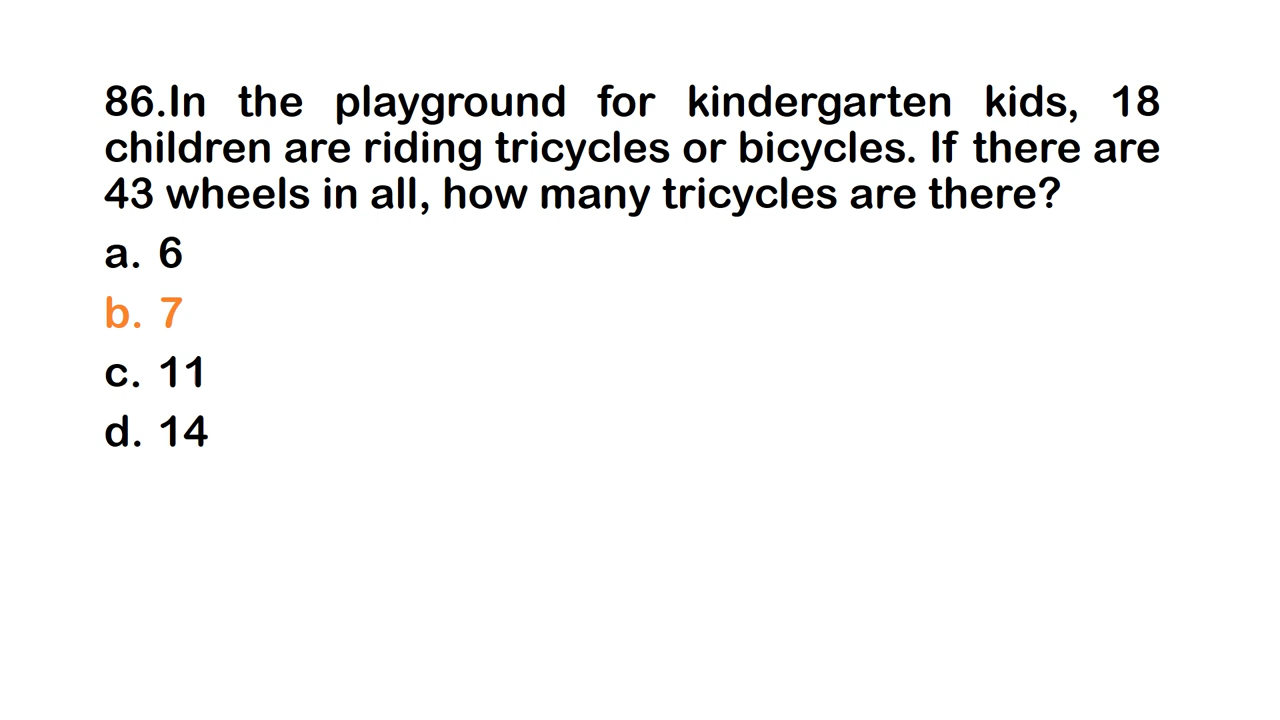 86.In the playground for kindergarten kids, 18
children are riding tricycles or bicycles. If there are
43 wheels in all, how many tricycles are there?
a. 6
b. 7
c. 11
d. 14